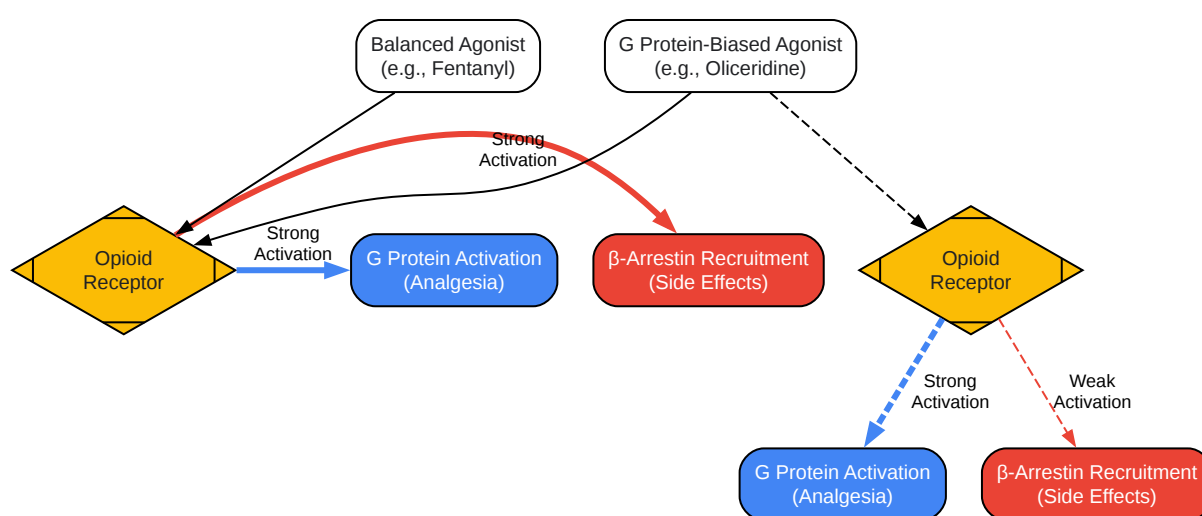 Balanced Agonist
(e.g., Fentanyl)
G Protein-Biased Agonist
(e.g., Oliceridine)
Strong
Activation
Opioid
Receptor
Strong
Activation
G Protein Activation
(Analgesia)
β-Arrestin Recruitment
(Side Effects)
Opioid
Receptor
Strong
Activation
Weak
Activation
G Protein Activation
(Analgesia)
β-Arrestin Recruitment
(Side Effects)